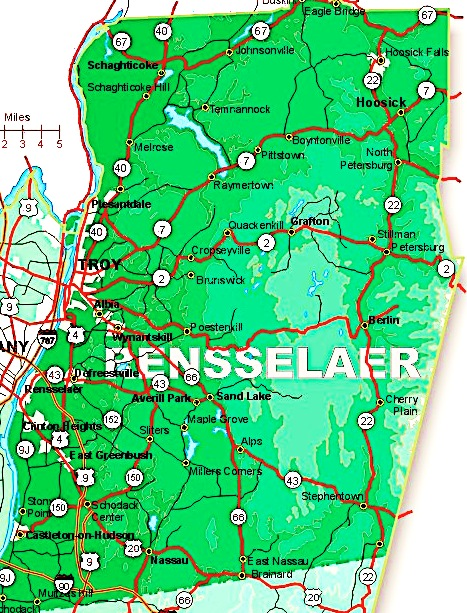 Eagle Bridge
67
40
67
67
Johnsonville
Hoosick Falls
Schaghticoke
22
Schaghticoke Hill
7
Hoosick
Miles
Tomhannock
2 3 4 5
Boyntonville
Melrose
Pittstown
North
Petersburg
7
40
Raymertown
9
Pleasantdale
22
Grafton
Quackenkill
40
7
2
Stillman
Petersburg
Cropseyville
TROY
2
2
Brunswick
9
Albia
Berlin
4
Poestenkill
787
Wynantskill
ANY
RENSSELAER
Defreestville
43
66
43
Rensselaer
Averill Park
Sand Lake
Cherry
Plain
152
Maple Grove
22
Clinton Heights
4
Sliters
Alps
9J
East Greenbush
Millers Corners
9
150
43
Stephentown
Stony
Point
150
Schodack
Center
66
Castleton-on-Hudson
20
9
Nassau
East Nassau
Brainard
9J
90
22
66
20